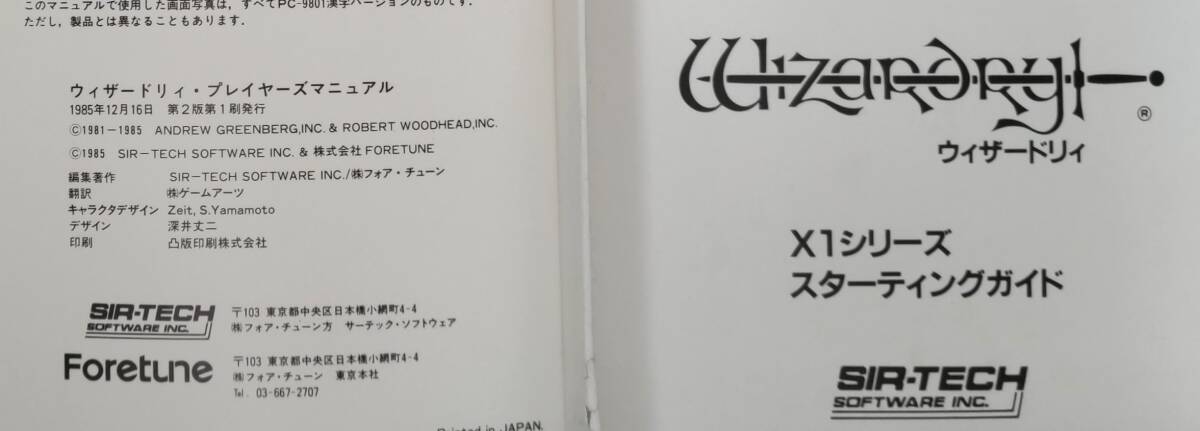 このマニュアルで使用した画面写真は，すべてPC-9801漢字バージョンのものです．
ただし，製品とは異なることもあります．
ウィザードリィ・プレイヤーズマニュアル
1985年12月16日　第2版第1刷発行
©1981－1985　ANDREW GREENBERG,INC. & ROBERT WOODHEAD,INC.
©1985　SIR－TECH SOFTWARE INC. & 株式会社FORETUNE
編集著作　SIR－TECH SOFTWARE INC./㈱フォア・チューン
翻訳　㈱ゲームアーツ
キャラクタデザイン　Zeit, S.Yamamoto
デザイン　深井丈二
印刷　凸版印刷株式会社
SIR-TECH
SOFTWARE INC.
〒103 東京都中央区日本橋小網町4-4
㈱フォア・チューン方　サーテック・ソフトウェア
Foretune
〒103 東京都中央区日本橋小網町4-4
㈱フォア・チューン　東京本社
Tel. 03-667-2707
Printed in JAPAN.
Wizardry
®
ウィザードリィ
X1シリーズ
スターティングガイド
SIR-TECH
SOFTWARE INC.